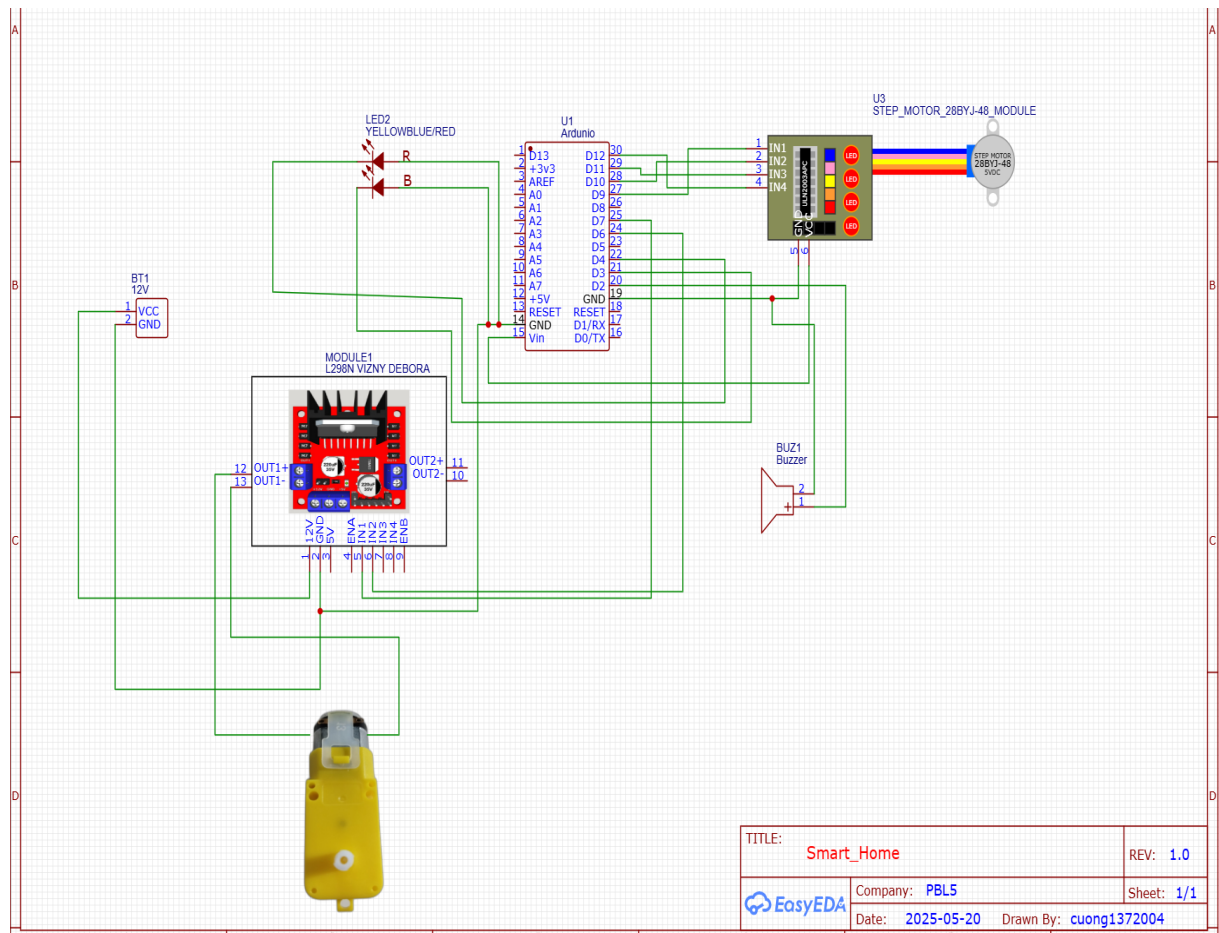 A
A
U3
STEP_MOTOR_28BYJ-48_MODULE
LED2
YELLOWBLUE/RED
U1
Ardunio
R
B
1 D13 D12 30
2 +3v3 D11 29
3 AREF D10 28
4 A0 D9 27
5 A1 D8 26
6 A2 D7 25
7 A3 D6 24
8 A4 D5 23
9 A5 D4 22
10 A6 D3 21
11 A7 D2 20
12 +5V GND 19
13 RESET RESET 18
14 GND D1/RX 17
15 Vin D0/TX 16
1 IN1
2 IN2
3 IN3
4 IN4
ULN2003APC
LED
LED
LED
LED
GND
VCC
5
6
STEP MOTOR
28BYJ-48
5VDC
B
B
BT1
12V
1 VCC
2 GND
MODULE1
L298N VIZNY DEBORA
12 OUT1+
13 OUT1-
OUT2+ 11
OUT2- 10
220uF
35V
220uF
35V
12V
GND
5V
ENA
IN1
IN2
IN3
IN4
ENB
1
2
3
4
5
6
7
8
9
BUZ1
Buzzer
2
1
+
C
C
D
D
TITLE:
Smart_Home
REV: 1.0
EasyEDA
Company: PBL5
Sheet: 1/1
Date: 2025-05-20 Drawn By: cuong1372004